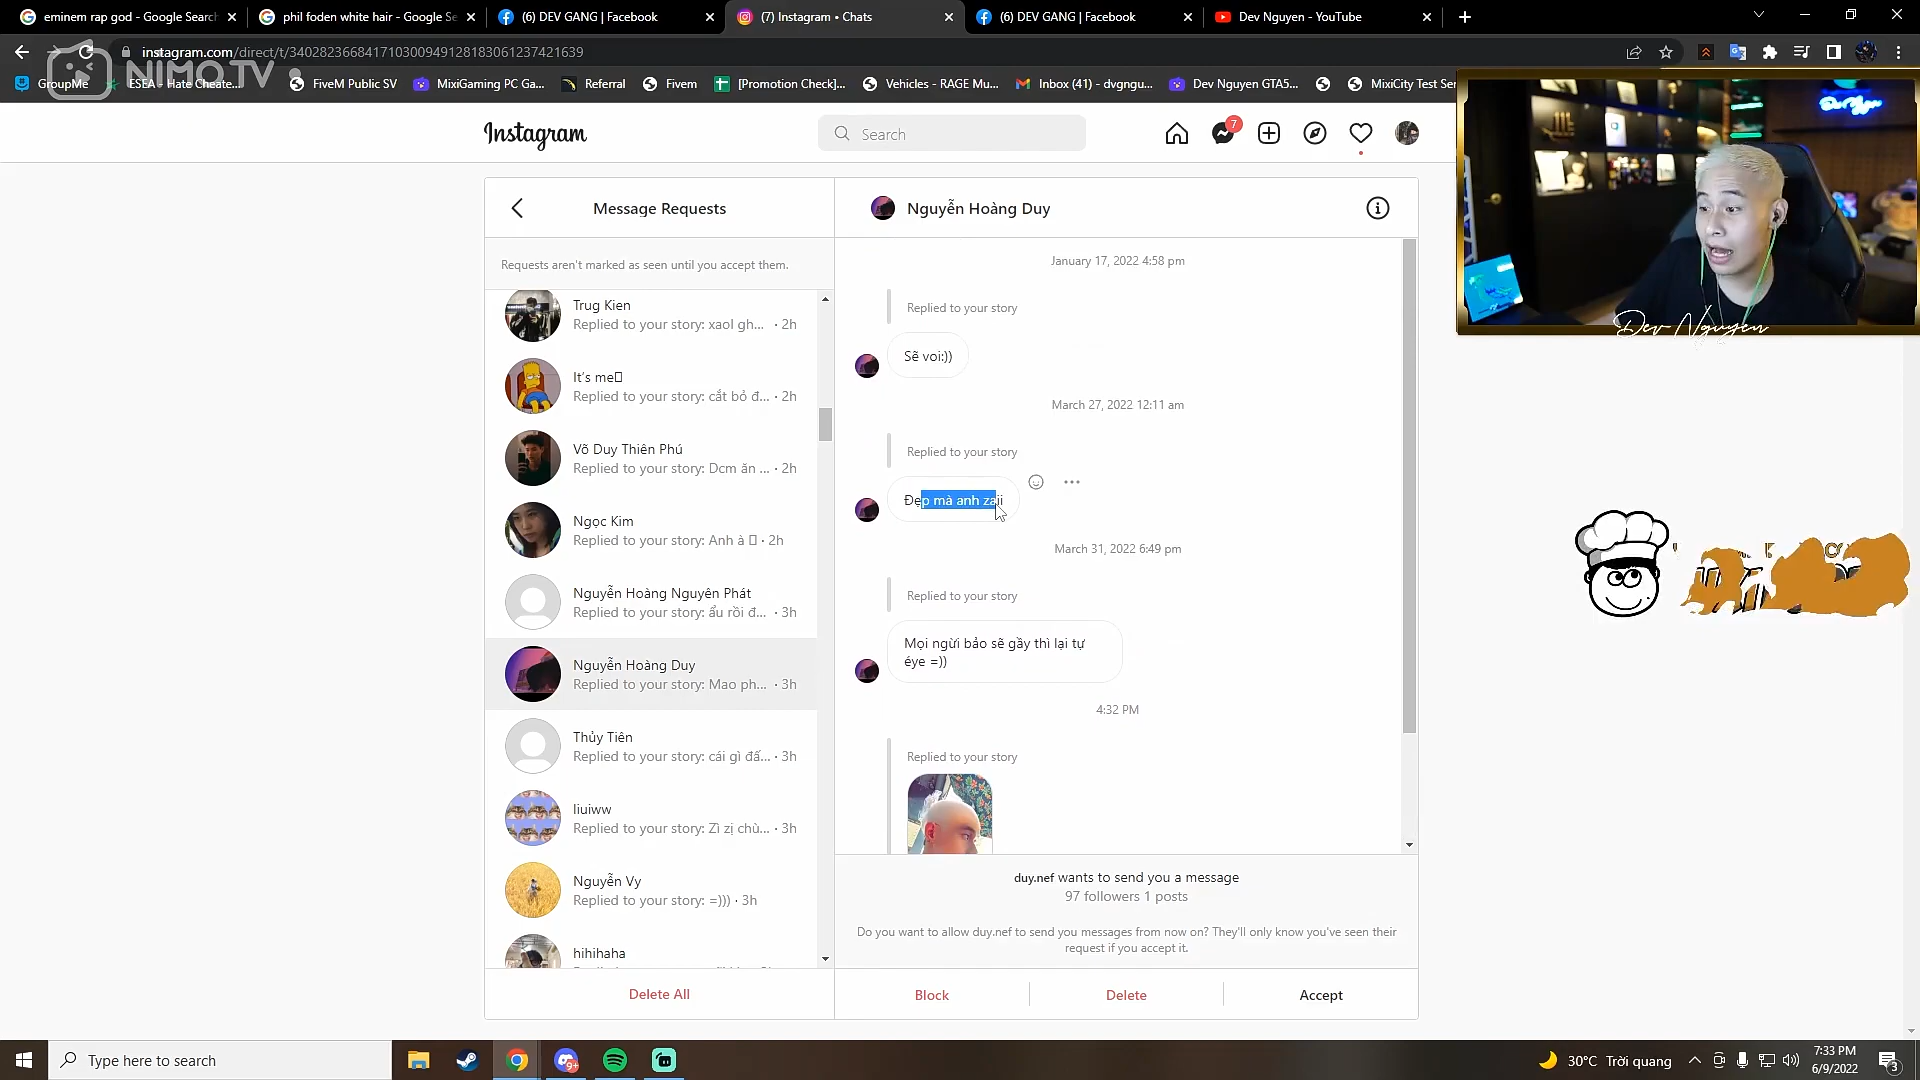 eminem rap god - Google Search
phil foden white hair - Google Se
(6) DEV GANG | Facebook
(7) Instagram • Chats
(6) DEV GANG | Facebook
Dev Nguyen - YouTube
instagram.com/direct/t/340282366841710300949128183061237421639
NIMO.TV
GroupMe
ESEA - Hate Cheate...
FiveM Public SV
MixiGaming PC Ga...
Referral
Fivem
[Promotion Check]...
Vehicles - RAGE Mu...
Inbox (41) - dvgngu...
Dev Nguyen GTA5...
MixiCity Test Ser
Instagram
Search
7
Message Requests
Requests aren't marked as seen until you accept them.
Trug Kien
Replied to your story: xaol gh... · 2h
It's me
Replied to your story: cắt bỏ đ... · 2h
Võ Duy Thiên Phú
Replied to your story: Dcm ăn ... · 2h
Ngọc Kim
Replied to your story: Anh à · 2h
Nguyễn Hoàng Nguyên Phát
Replied to your story: ẩu rồi đ... · 3h
Nguyễn Hoàng Duy
Replied to your story: Mao ph... · 3h
Thủy Tiên
Replied to your story: cái gì đấ... · 3h
liuiww
Replied to your story: Zì zị chù... · 3h
Nguyễn Vy
Replied to your story: =))) · 3h
hihihaha
Delete All
Nguyễn Hoàng Duy
January 17, 2022 4:58 pm
Replied to your story
Sẽ voi:))
March 27, 2022 12:11 am
Replied to your story
Đẹp mà anh zaii
March 31, 2022 6:49 pm
Replied to your story
Mọi ngừi bảo sẽ gầy thì lại tự
éye =))
4:32 PM
Replied to your story
duy.nef wants to send you a message
97 followers 1 posts
Do you want to allow duy.nef to send you messages from now on? They'll only know you've seen their
request if you accept it.
Block
Delete
Accept
Dev Nguyen
Type here to search
9+
30°C Trời quang
7:33 PM
6/9/2022
3